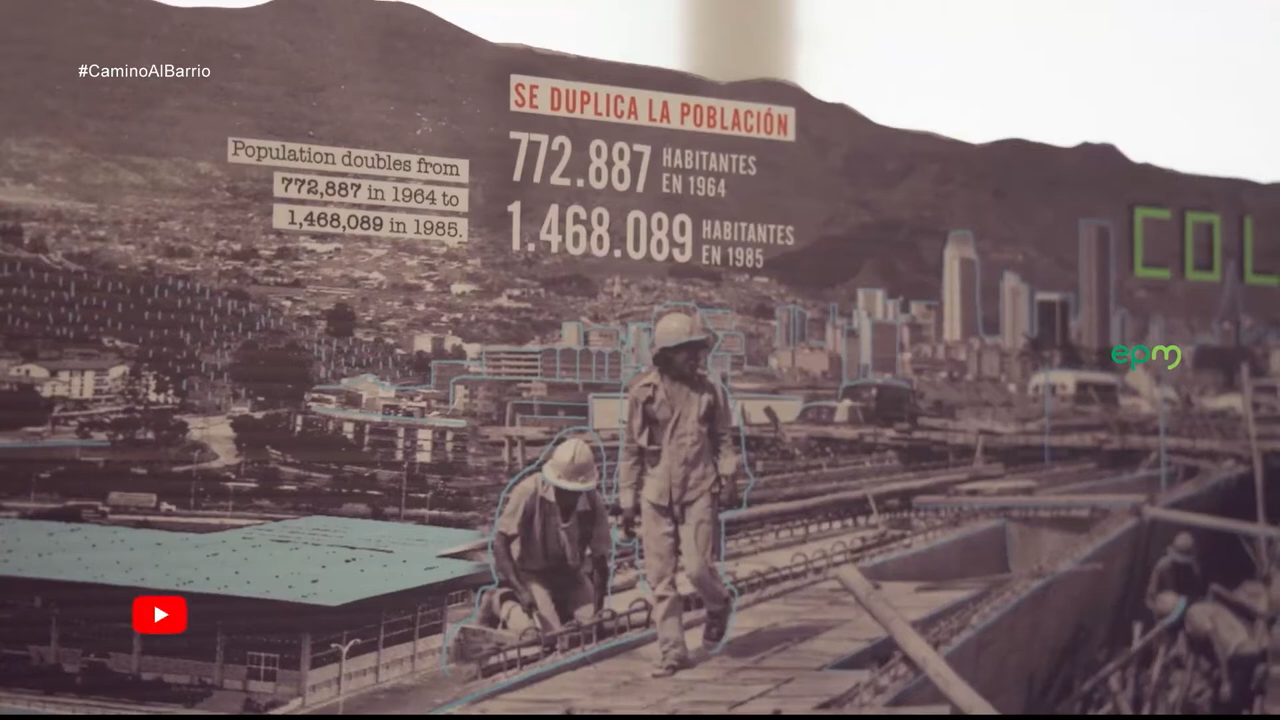 #CaminoAlBarrio
SE DUPLICA LA POBLACIÓN
Population doubles from
772,887 in 1964 to
1,468,089 in 1985.
772.887 HABITANTES
EN 1964
1.468.089 HABITANTES
EN 1985
COL
epm